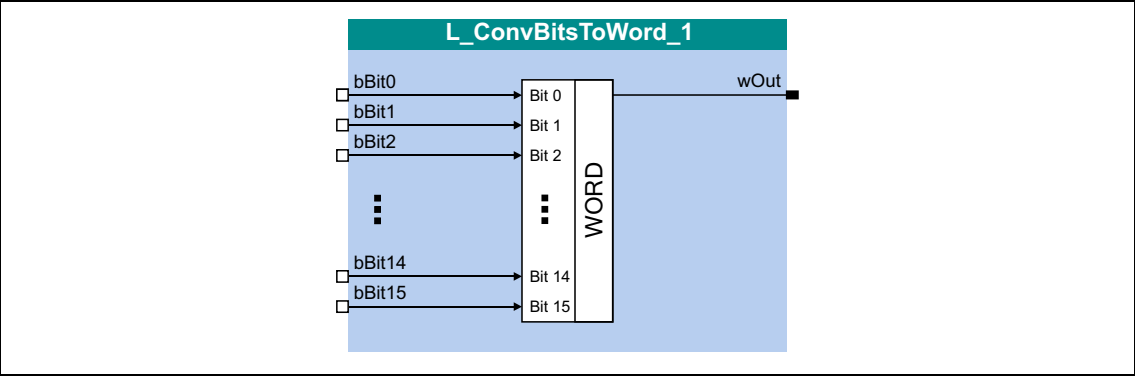 L_ConvBitsToWord_1
bBit0
wOut
Bit 0
bBit1
Bit 1
bBit2
Bit 2
WORD
bBit14
Bit 14
bBit15
Bit 15